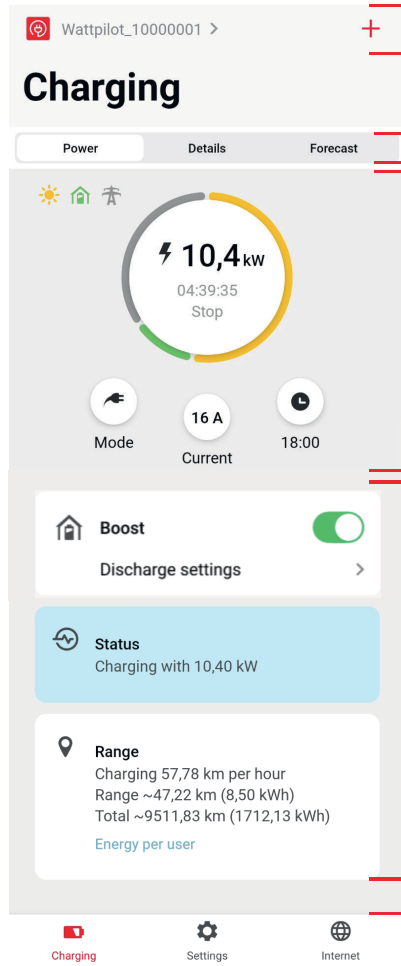 Wattpilot_10000001
Charging
Power Details Forecast
10,4 kW
04:39:35
Stop
Mode
16 A
Current
18:00
Boost
Discharge settings
Status
Charging with 10,40 kW
Range
Charging 57,78 km per hour
Range ~47,22 km (8,50 kWh)
Total ~9511,83 km (1712,13 kWh)
Energy per user
Charging Settings Internet